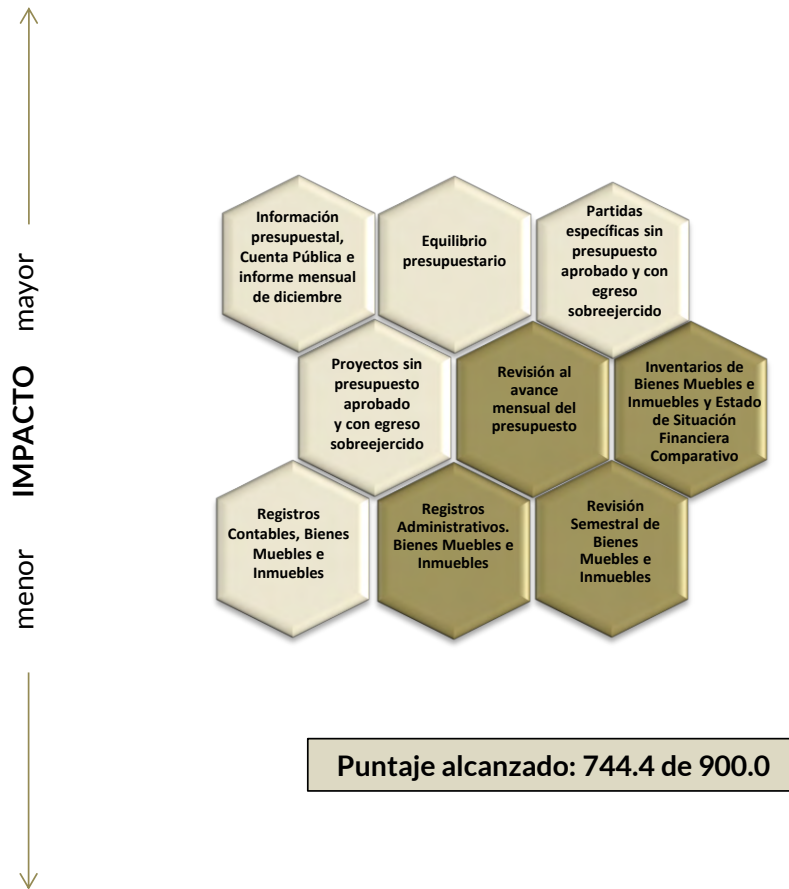 mayor
IMPACTO
menor
Información
presupuestal,
Cuenta Pública e
informe mensual
de diciembre
Equilibrio
presupuestario
Partidas
específicas sin
presupuesto
aprobado y con
egreso
sobreejercido
Proyectos sin
presupuesto
aprobado
y con egreso
sobreejercido
Revisión al
avance
mensual del
presupuesto
Inventarios de
Bienes Muebles e
Inmuebles y Estado
de Situación
Financiera
Comparativo
Registros
Contables, Bienes
Muebles e
Inmuebles
Registros
Administrativos.
Bienes Muebles e
Inmuebles
Revisión
Semestral de
Bienes
Muebles e
Inmuebles
Puntaje alcanzado: 744.4 de 900.0